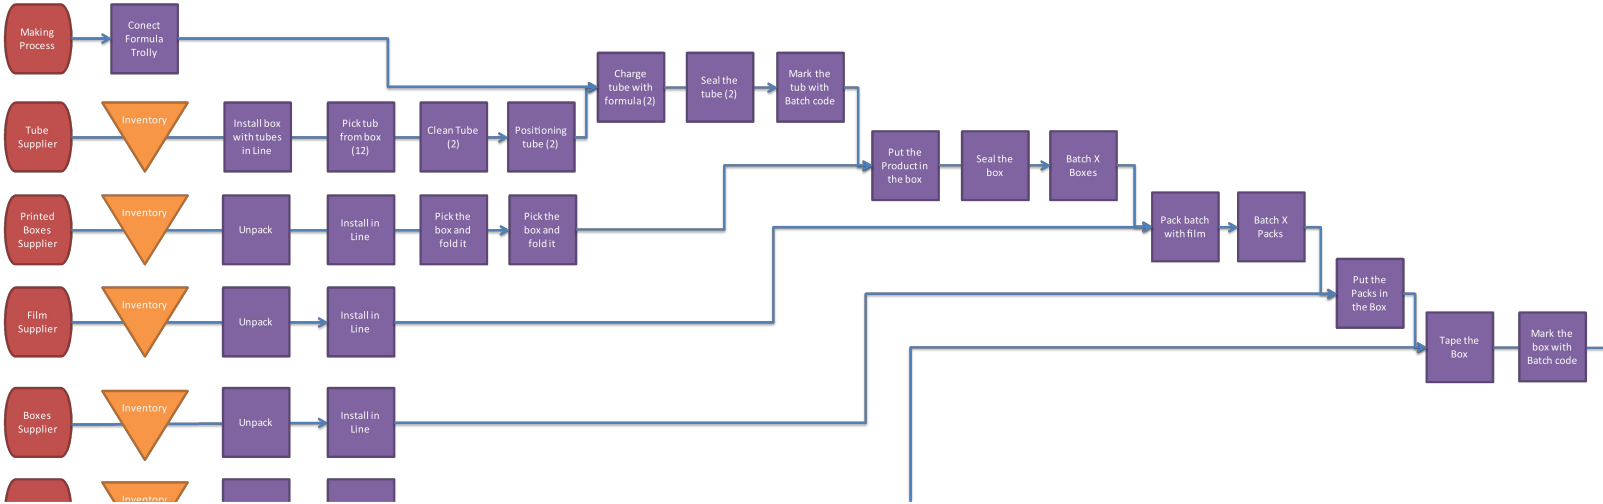 Making
Process
Conect
Formula
Trolly
Charge
tube with
formula (2)
Seal the
tube (2)
Mark the
tub with
Batch code
Tube
Supplier
Inventory
Install box
with tubes
in Line
Pick tub
from box
(12)
Clean Tube
(2)
Positioning
tube (2)
Put the
Product in
the box
Seal the
box
Batch X
Boxes
Printed
Boxes
Supplier
Inventory
Unpack
Install in
Line
Pick the
box and
fold it
Pick the
box and
fold it
Pack batch
with film
Batch X
Packs
Film
Supplier
Inventory
Unpack
Install in
Line
Put the
Packs in
the Box
Tape the
Box
Mark the
box with
Batch code
Boxes
Supplier
Inventory
Unpack
Install in
Line
Inventory